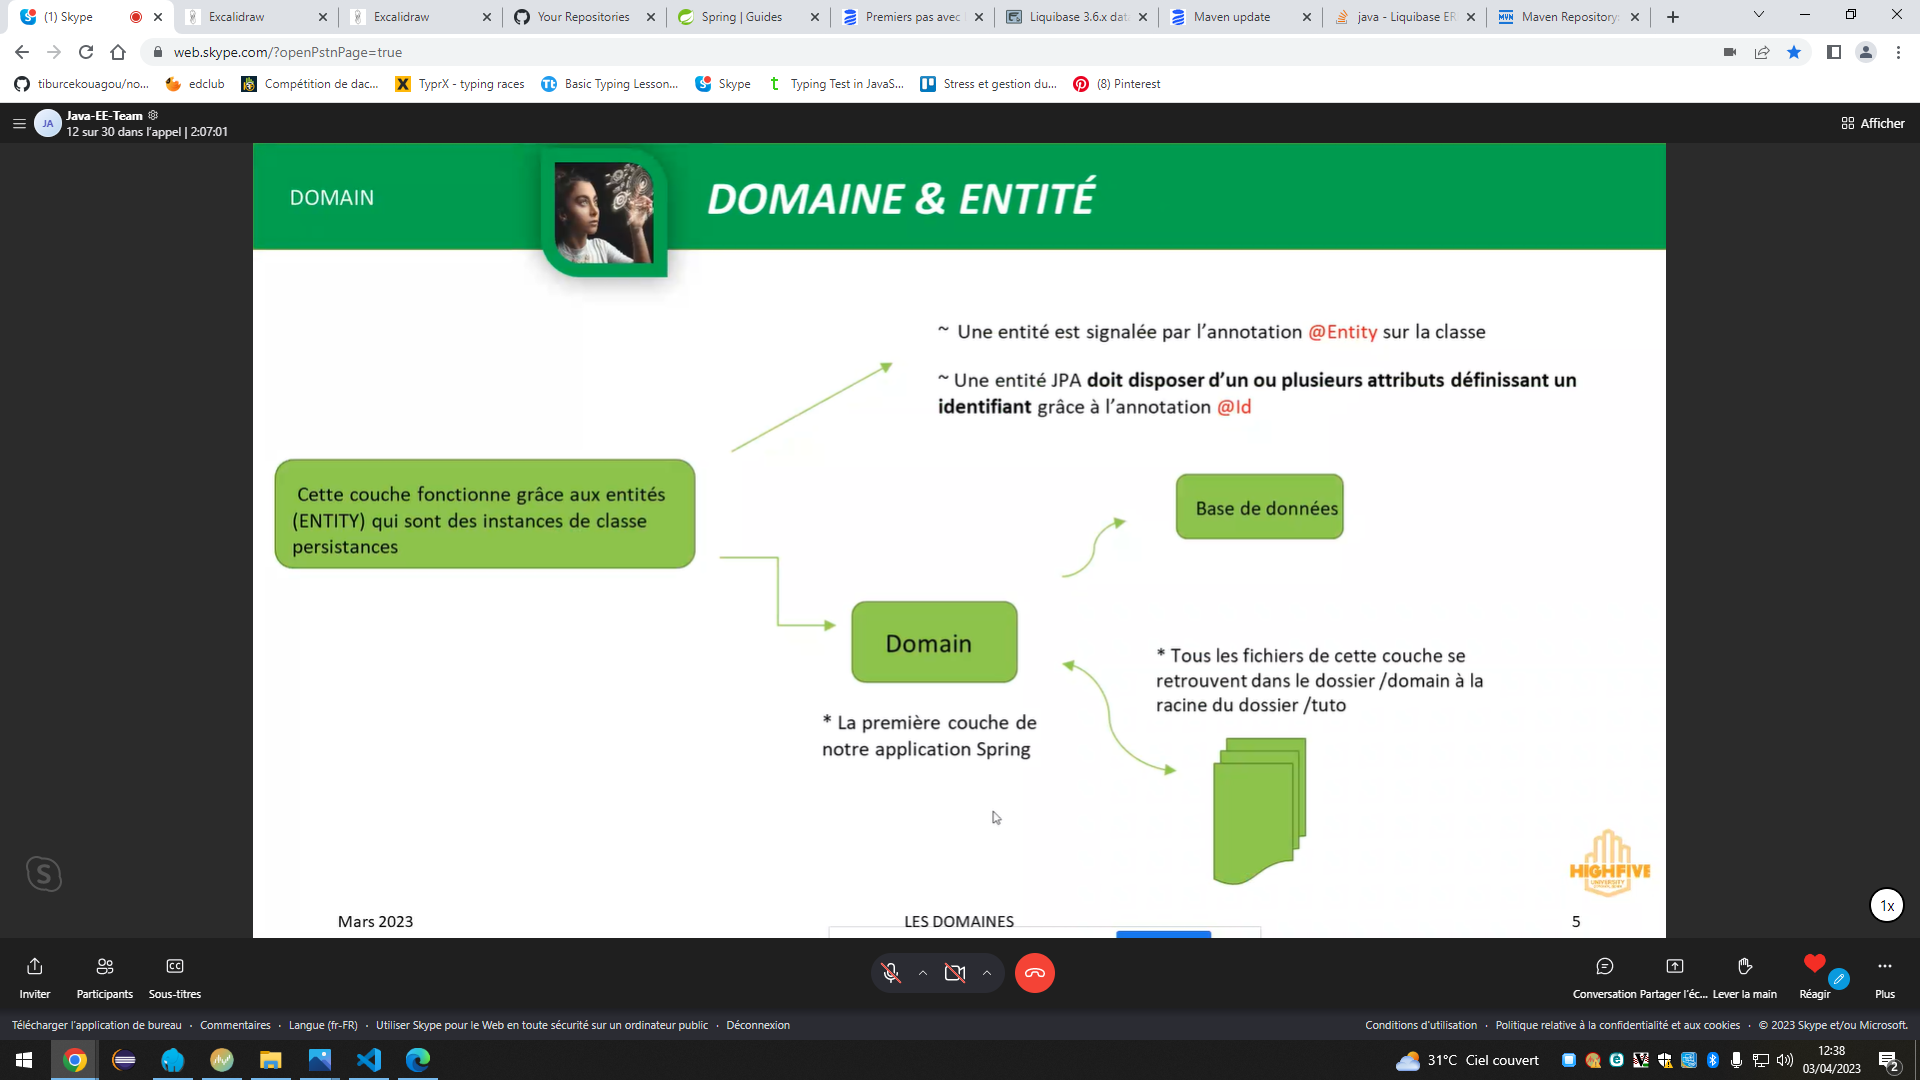 (1) Skype
Excalidraw
Excalidraw
Your Repositories
Spring | Guides
Premiers pas avec
Liquibase 3.6.x dat
Maven update
java - Liquibase ER
Maven Repository:
web.skype.com/?openPstnPage=true
tiburcekouagou/no...
edclub
Compétition de dac...
TyprX - typing races
Basic Typing Lesson...
Skype
Typing Test in JavaS...
Stress et gestion du...
(8) Pinterest
JA
Java-EE-Team
12 sur 30 dans l'appel | 2:07:01
Afficher
DOMAIN
DOMAINE & ENTITÉ
~ Une entité est signalée par l'annotation @Entity sur la classe
~ Une entité JPA doit disposer d'un ou plusieurs attributs définissant un
identifiant grâce à l'annotation @Id
Cette couche fonctionne grâce aux entités
(ENTITY) qui sont des instances de classe
persistances
Base de données
Domain
* La première couche de
notre application Spring
* Tous les fichiers de cette couche se
retrouvent dans le dossier /domain à la
racine du dossier /tuto
HIGHFIVE
UNIVERSITY
Mars 2023
LES DOMAINES
5
1x
Inviter
Participants
Sous-titres
Conversation
Partager l'éc...
Lever la main
Réagir
Plus
Télécharger l'application de bureau · Commentaires · Langue (fr-FR) · Utiliser Skype pour le Web en toute sécurité sur un ordinateur public · Déconnexion
Conditions d'utilisation · Politique relative à la confidentialité et aux cookies · © 2023 Skype et/ou Microsoft.
31°C Ciel couvert
12:38
03/04/2023
2